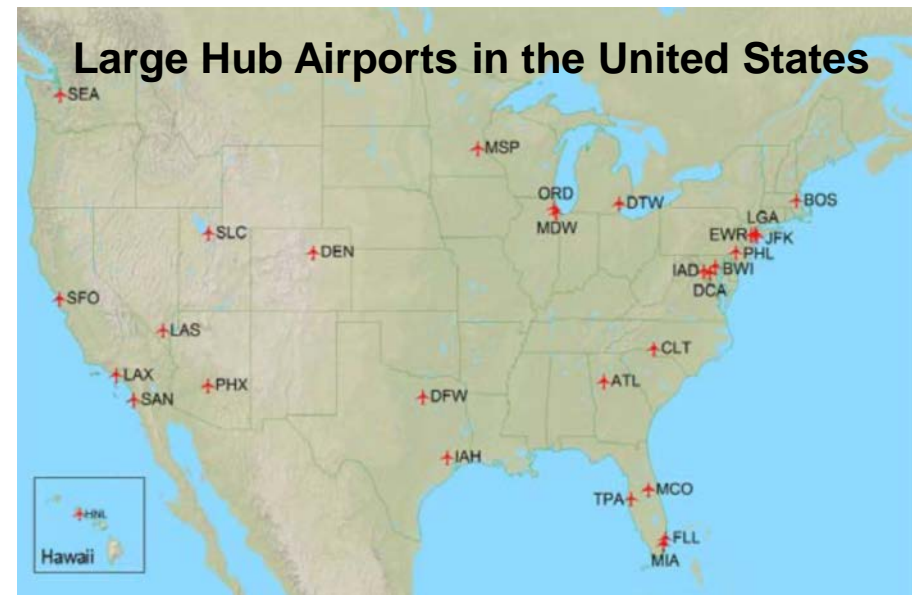 Large Hub Airports in the United States
SEA
MSP
ORD
MDW
DTW
BOS
LGA
EWR
JFK
PHL
SLC
DEN
IAD
BWI
DCA
SFO
LAS
CLT
LAX
PHX
ATL
SAN
DFW
IAH
TPA
MCO
HNL
FLL
MIA
Hawaii